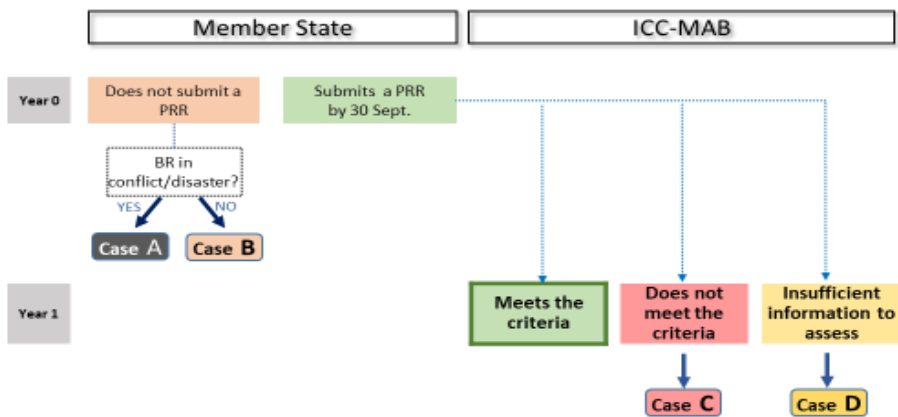 Member State
ICC-MAB
Year 0
Does not submit a
PRR
Submits a PRR
by 30 Sept.
BR in
conflict/disaster?
YES
NO
Case A
Case B
Year 1
Meets the
criteria
Does not
meet the
criteria
Insufficient
information to
assess
Case C
Case D